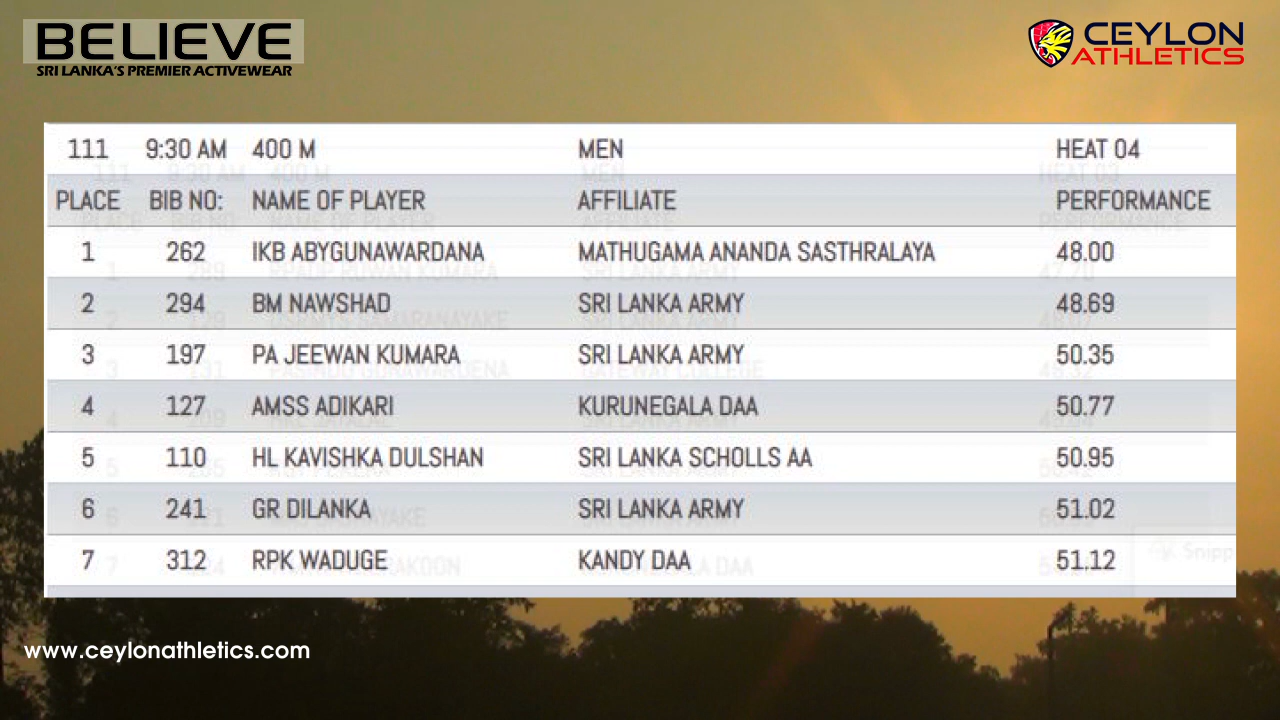 BELIEVE
SRI LANKA'S PREMIER ACTIVEWEAR
CEYLON
ATHLETICS
111 9:30 AM 400 M MEN HEAT 04
PLACE BIB NO: NAME OF PLAYER AFFILIATE PERFORMANCE
1 262 IKB ABYGUNAWARDANA MATHUGAMA ANANDA SASTHRALAYA 48.00
2 294 BM NAWSHAD SRI LANKA ARMY 48.69
3 197 PA JEEWAN KUMARA SRI LANKA ARMY 50.35
4 127 AMSS ADIKARI KURUNEGALA DAA 50.77
5 110 HL KAVISHKA DULSHAN SRI LANKA SCHOLLS AA 50.95
6 241 GR DILANKA SRI LANKA ARMY 51.02
7 312 RPK WADUGE KANDY DAA 51.12
www.ceylonathletics.com